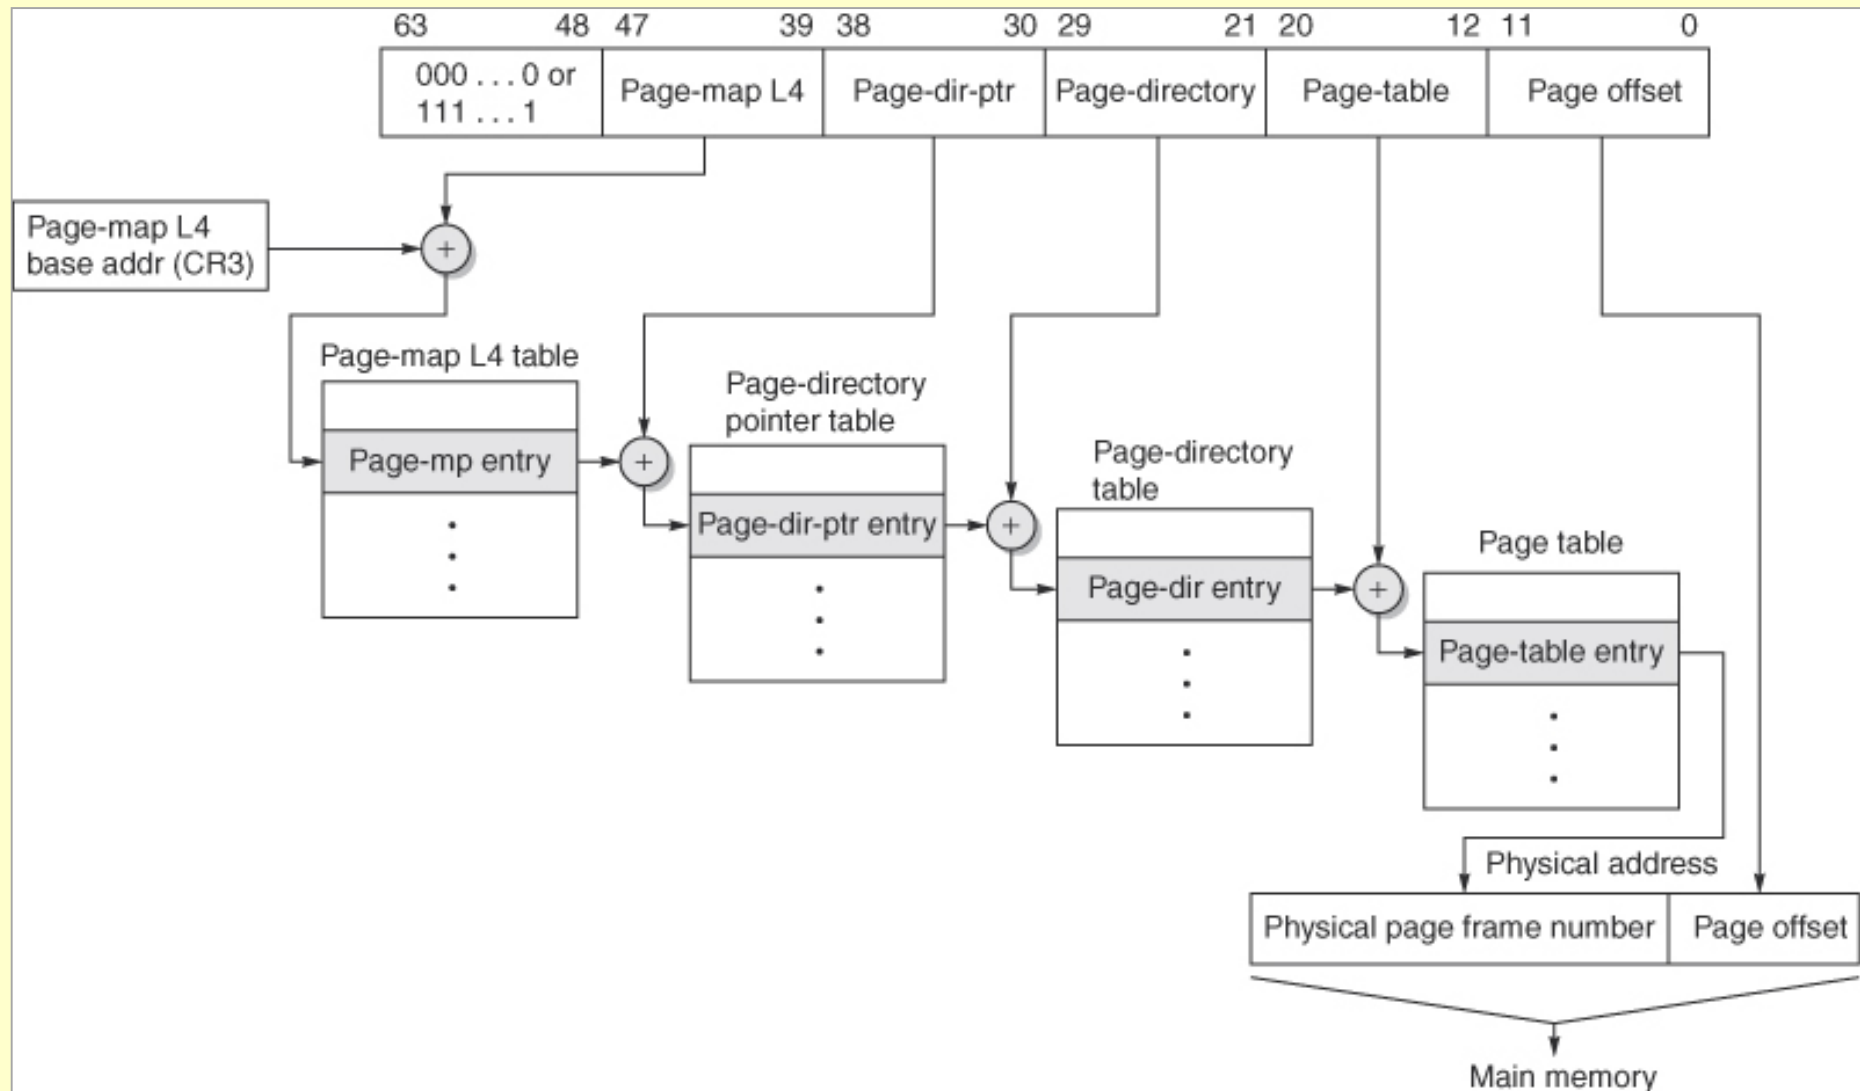 63 48 47 39 38 30 29 21 20 12 11 0
000 . . . 0 or
111 . . . 1
Page-map L4
Page-dir-ptr
Page-directory
Page-table
Page offset
Page-map L4
base addr (CR3)
+
Page-map L4 table
Page-mp entry
+
Page-directory
pointer table
Page-dir-ptr entry
+
Page-directory
table
Page-dir entry
+
Page table
Page-table entry
Physical address
Physical page frame number
Page offset
Main memory